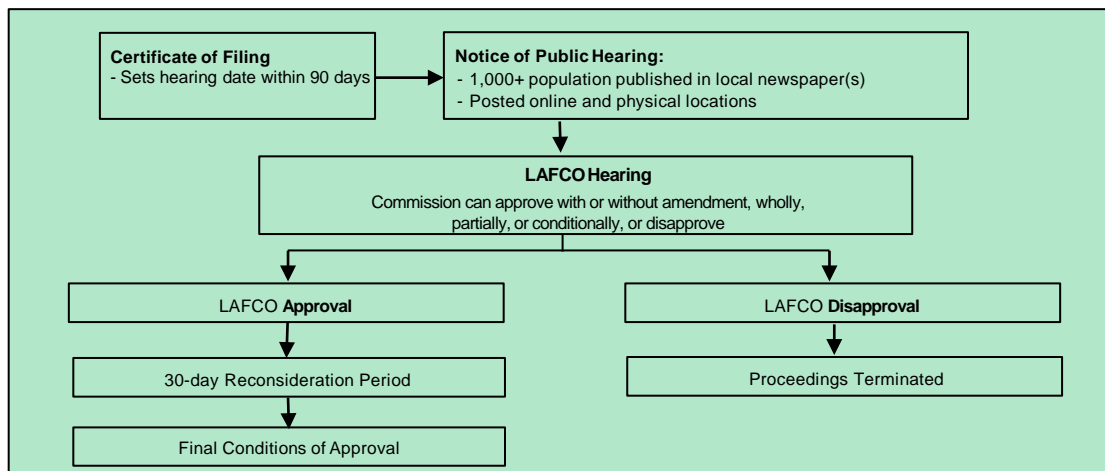 Certificate of Filing
- Sets hearing date within 90 days
Notice of Public Hearing:
- 1,000+ population published in local newspaper(s)
- Posted online and physical locations
LAFCO Hearing
Commission can approve with or without amendment, wholly,
partially, or conditionally, or disapprove
LAFCO Approval
LAFCO Disapproval
30-day Reconsideration Period
Proceedings Terminated
Final Conditions of Approval